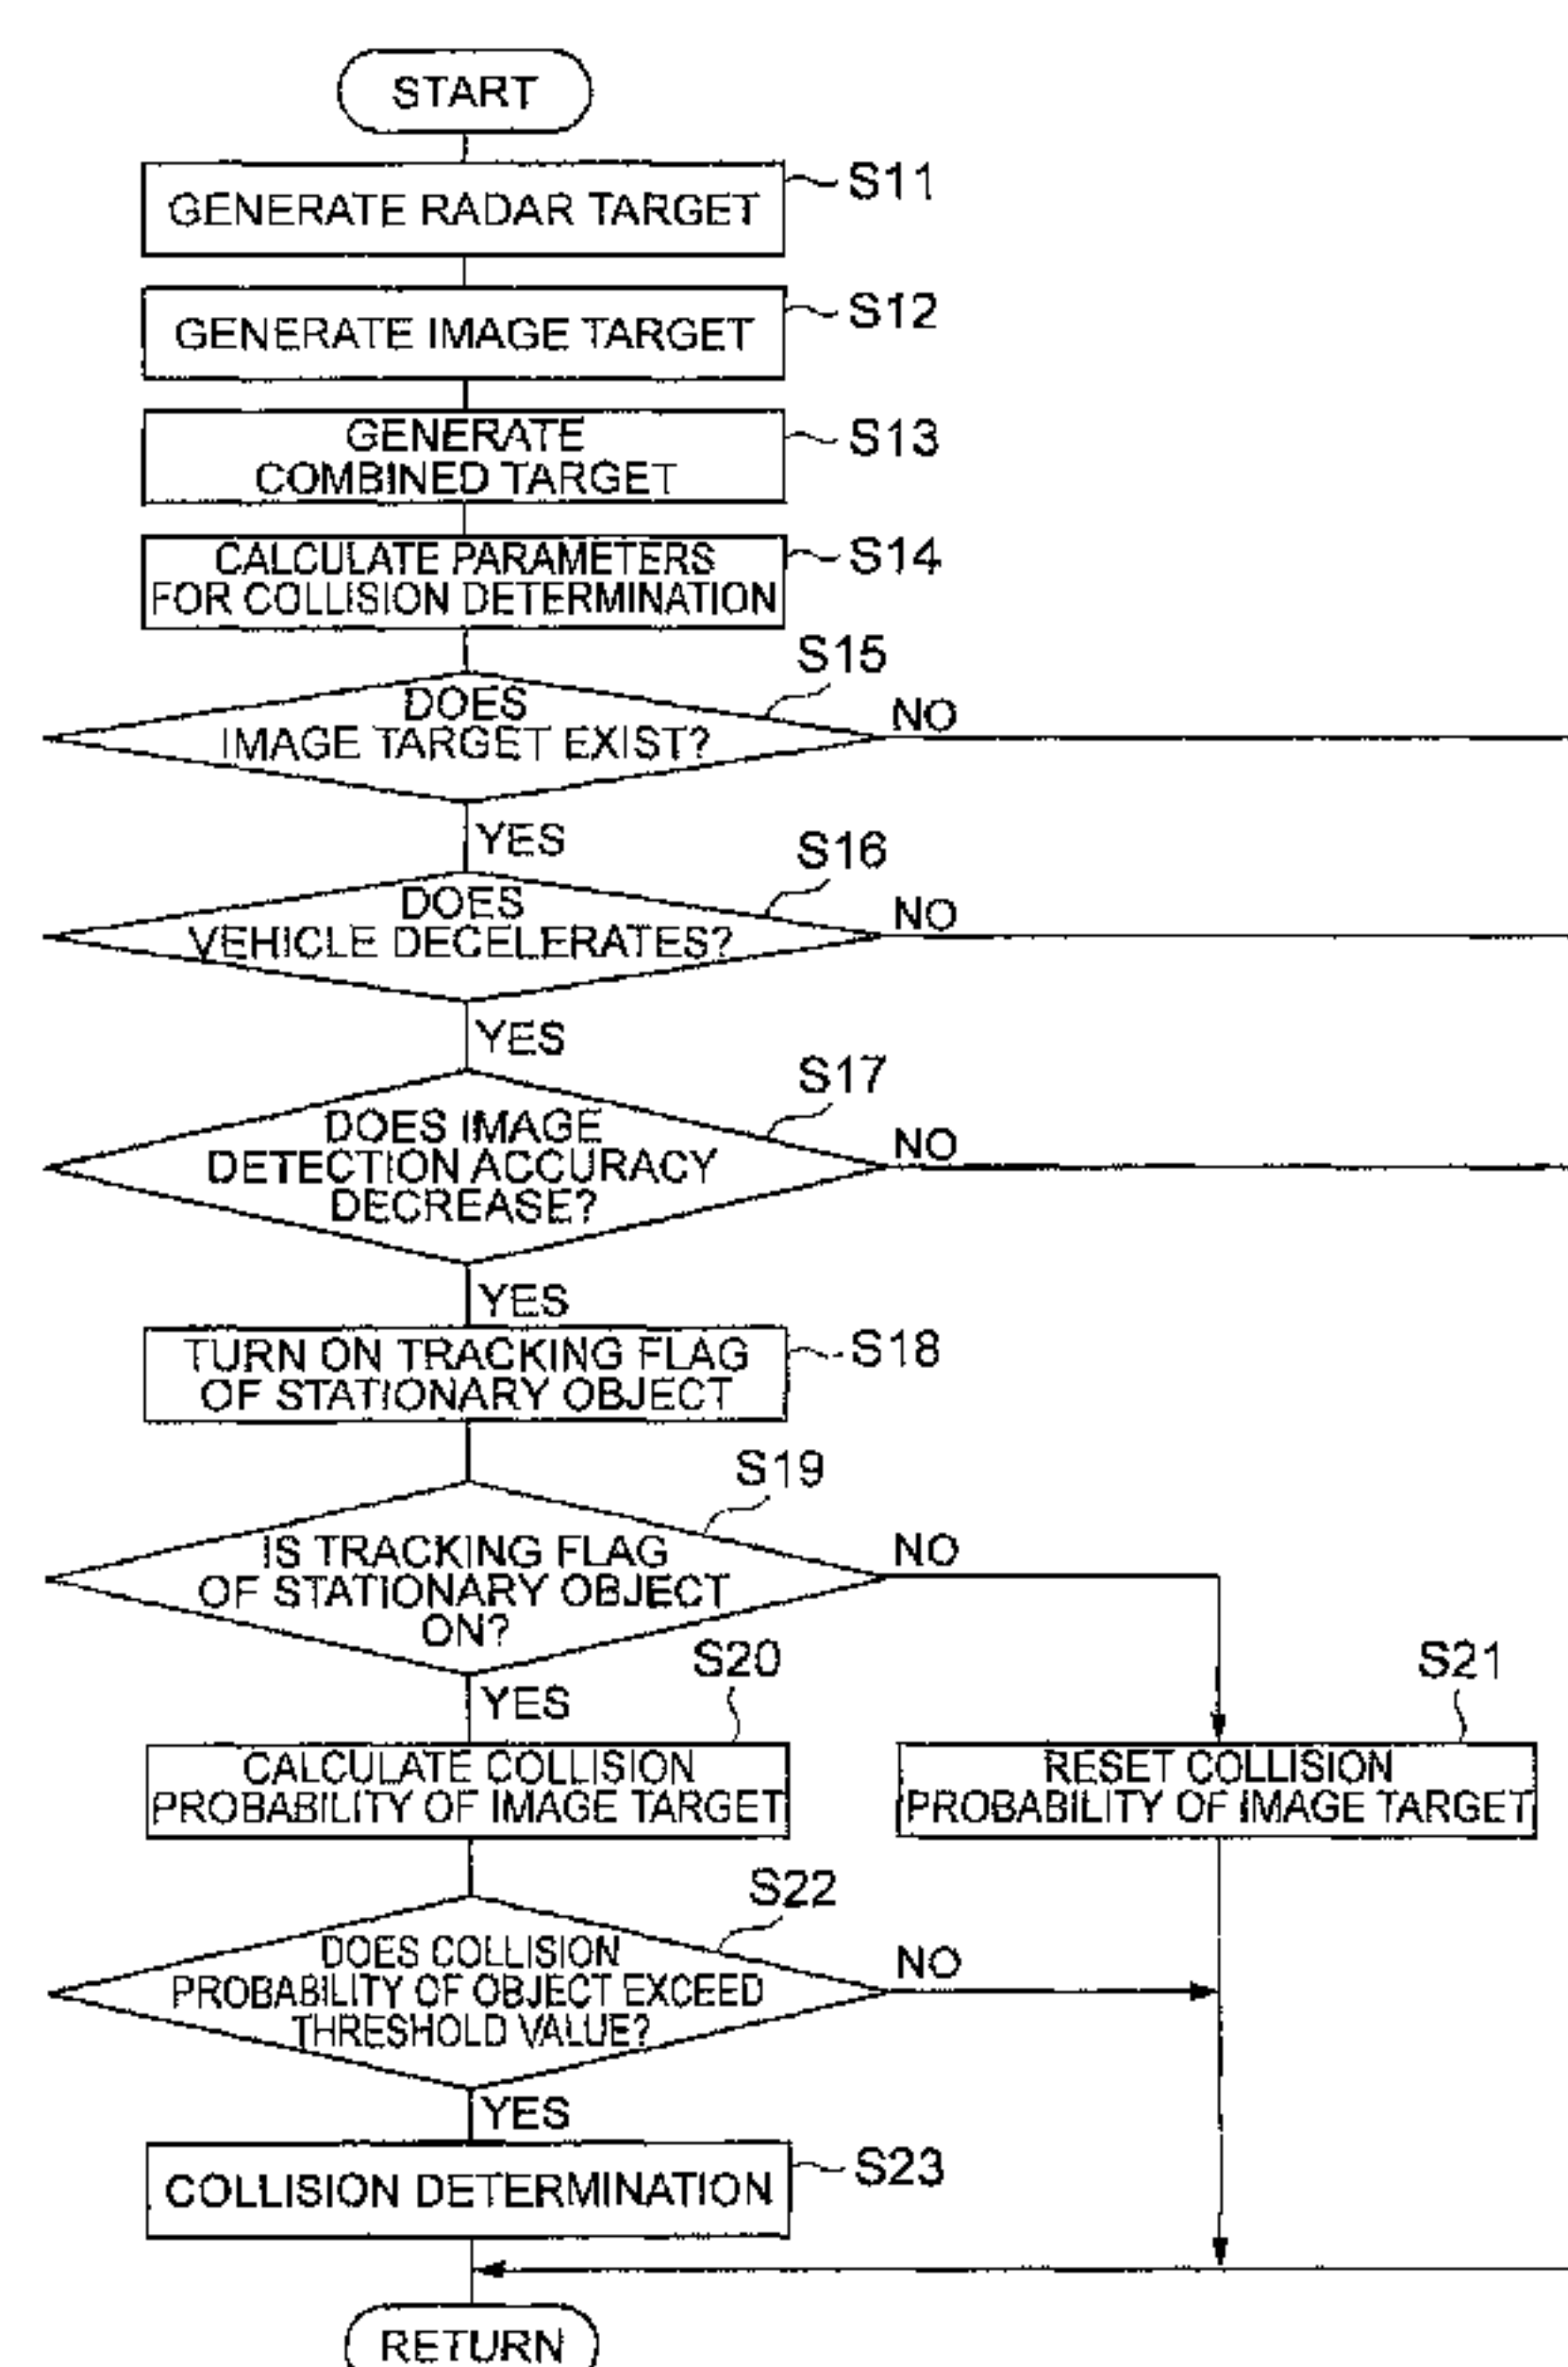 START
GENERATE RADAR TARGET
S11
GENERATE IMAGE TARGET
S12
GENERATE
COMBINED TARGET
S13
CALCULATE PARAMETERS
FOR COLLISION DETERMINATION
S14
S15
DOES
IMAGE TARGET EXIST?
NO
YES
S16
DOES
VEHICLE DECELERATES?
NO
YES
S17
DOES IMAGE
DETECTION ACCURACY
DECREASE?
NO
YES
TURN ON TRACKING FLAG
OF STATIONARY OBJECT
S18
S19
IS TRACKING FLAG
OF STATIONARY OBJECT
ON?
NO
YES
S20
CALCULATE COLLISION
PROBABILITY OF IMAGE TARGET
S21
RESET COLLISION
PROBABILITY OF IMAGE TARGET
S22
DOES COLLISION
PROBABILITY OF OBJECT EXCEED
THRESHOLD VALUE?
NO
YES
COLLISION DETERMINATION
S23
RETURN